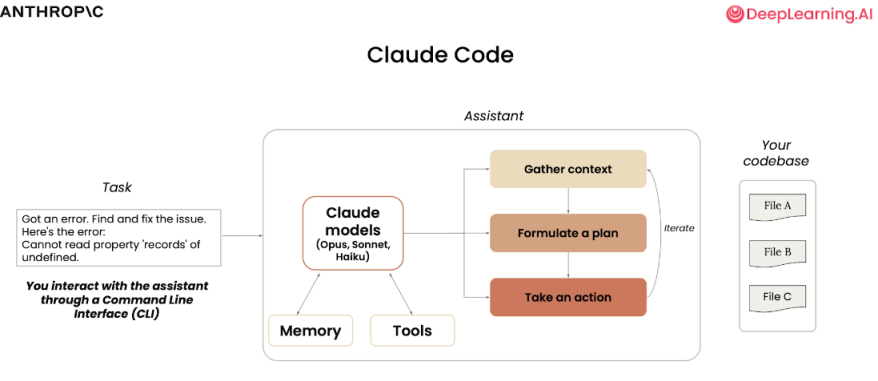 ANTHROP\C
DeepLearning.AI
Claude Code
Assistant
Your
codebase
Task
Got an error. Find and fix the issue.
Here's the error:
Cannot read property 'records' of
undefined.
You interact with the assistant
through a Command Line
Interface (CLI)
Claude
models
(Opus, Sonnet,
Haiku)
Memory
Tools
Gather context
Formulate a plan
Take an action
Iterate
File A
File B
File C